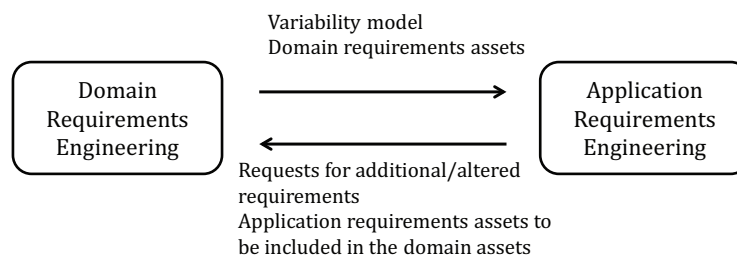 Variability model
Domain requirements assets
Domain
Requirements
Engineering
Application
Requirements
Engineering
Requests for additional/altered
requirements
Application requirements assets to
be included in the domain assets